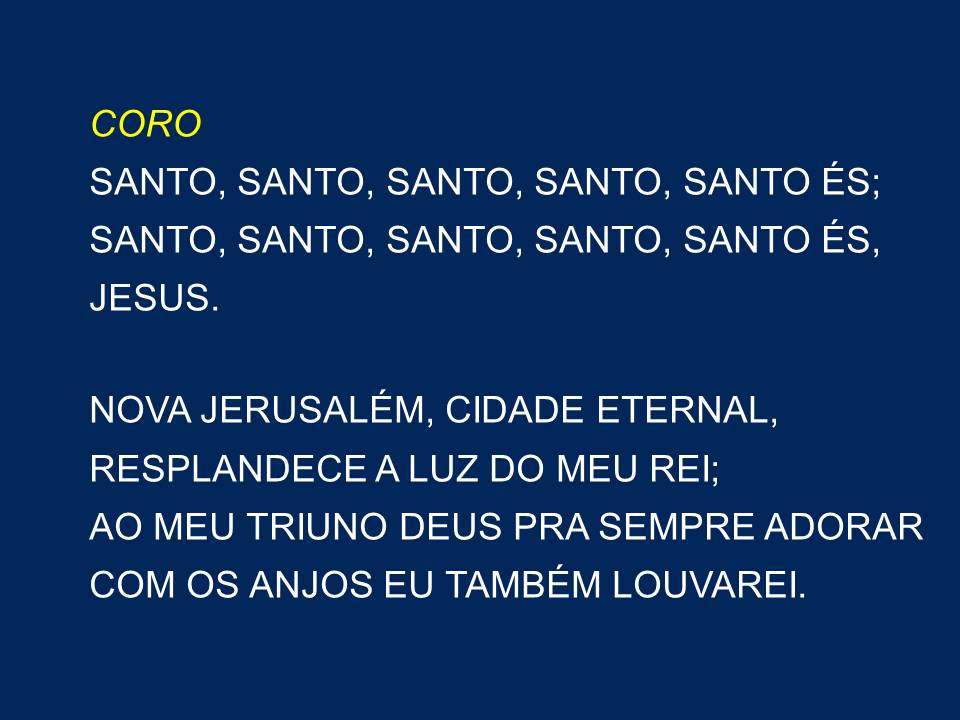 CORO
SANTO, SANTO, SANTO, SANTO, SANTO ÉS;
SANTO, SANTO, SANTO, SANTO, SANTO ÉS,
JESUS.
NOVA JERUSALÉM, CIDADE ETERNAL,
RESPLANDECE A LUZ DO MEU REI;
AO MEU TRIUNO DEUS PRA SEMPRE ADORAR
COM OS ANJOS EU TAMBÉM LOUVAREI.